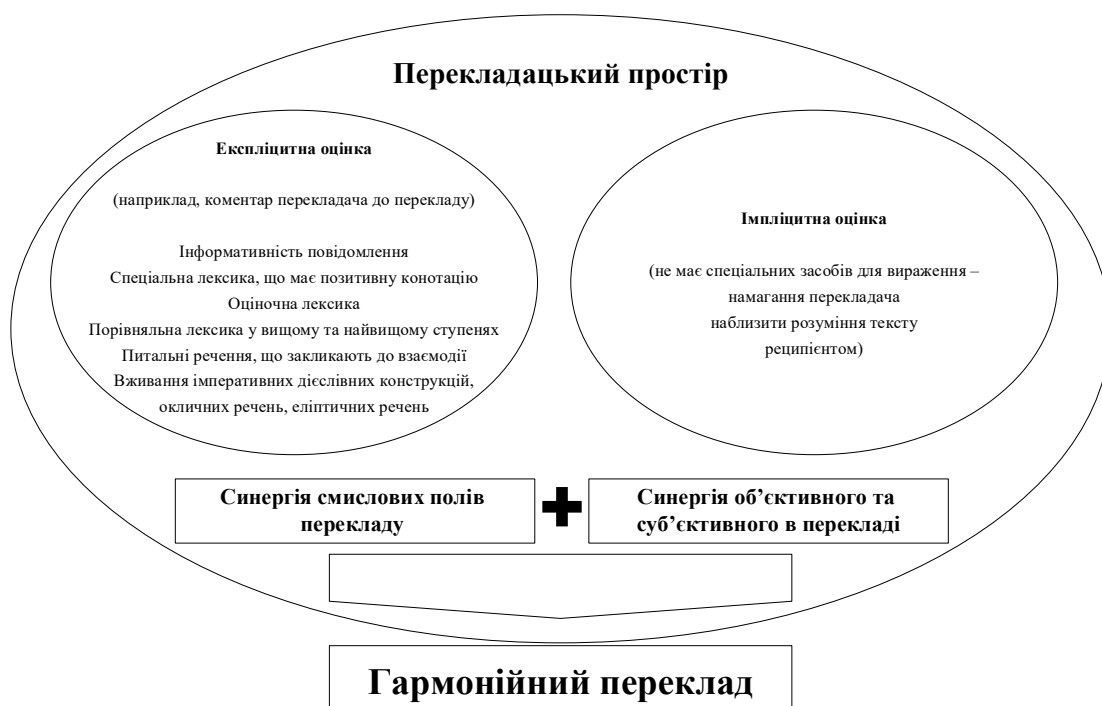 Перекладацький простір
Експліцитна оцінка
(наприклад, коментар перекладача до перекладу)
Інформативність повідомлення
Спеціальна лексика, що має позитивну конотацію
Оціночна лексика
Порівняльна лексика у вищому та найвищому ступенях
Питальні речення, що закликають до взаємодії
Вживання імперативних дієслівних конструкцій,
окличних речень, еліптичних речень
Імпліцитна оцінка
(не має спеціальних засобів для вираження –
намагання перекладача
наблизити розуміння тексту
реципієнтом)
Синергія смислових полів
перекладу
Синергія об’єктивного та
суб’єктивного в перекладі
Гармонійний переклад